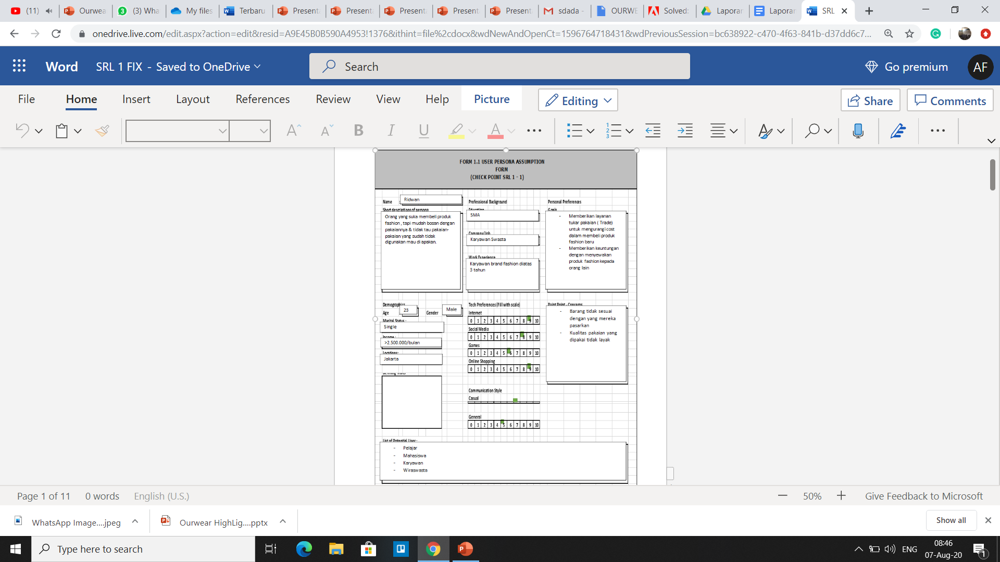 (11)
Ourwea
(3) Wha
My files
Terbaru
Present
Present
Present
Present
Present
sdada -
OURWE
Solved:
Laporan
Laporan
SRL
onedrive.live.com/edit.aspx?action=edit&resid=A9E45B0B590A4953!1376&ithint=file%2cdocx&wdNewAndOpenCt=1596764718431&wdPreviousSession=bc638922-c470-4f63-841b-d37dd6c7...
Word SRL 1 FIX - Saved to OneDrive
Search
Go premium
AF
File Home Insert Layout References Review View Help Picture Editing
Share Comments
FORM 1.1 USER PERSONA ASSUMPTION
FORM
(CHECK POINT SRL 1 - 1)
Name : Ridwan
Short descriptions of persona
Orang yang suka membeli produk
fashion , tapi mudah bosan dengan
pakaiannya & tidak tau pakaian-
pakaian yang sudah tidak
digunakan mau di apakan.
Professional Background
Education
SMA
Company/Job
Karyawan Swasta
Work Experience
Karyawan brand fashion diatas
3 tahun
Personal Preferences
Goals
- Memberikan layanan
tukar pakaian ( Trade)
untuk mengurangi cost
dalam membeli produk
fashion baru
- Memberikan keuntungan
dengan menyewakan
produk fashion kepada
orang lain
Demographics
Age 23 Gender Male
Marital Status :
Single
Income :
>2.500.000/bulan
Locations:
Jakarta
Defining Traits
Tech Preferences (Fill with scale)
Internet
0 1 2 3 4 5 6 7 8 9 10
Social Media
0 1 2 3 4 5 6 7 8 9 10
Games
0 1 2 3 4 5 6 7 8 9 10
Online Shopping
0 1 2 3 4 5 6 7 8 9 10
Communication Style
Casual
General
0 1 2 3 4 5 6 7 8 9 10
Paint Point - Concerns
- Barang tidak sesuai
dengan yang mereka
pasarkan
- Kualitas pakaian yang
dipakai tidak layak
List of Potential User :
- Pelajar
- Mahasiswa
- Karyawan
- Wiraswasta
Page 1 of 11 0 words English (U.S.)
50%
Give Feedback to Microsoft
WhatsApp Image....jpeg
Ourwear HighLig....pptx
Show all
Type here to search
ENG
08:46
07-Aug-20
1